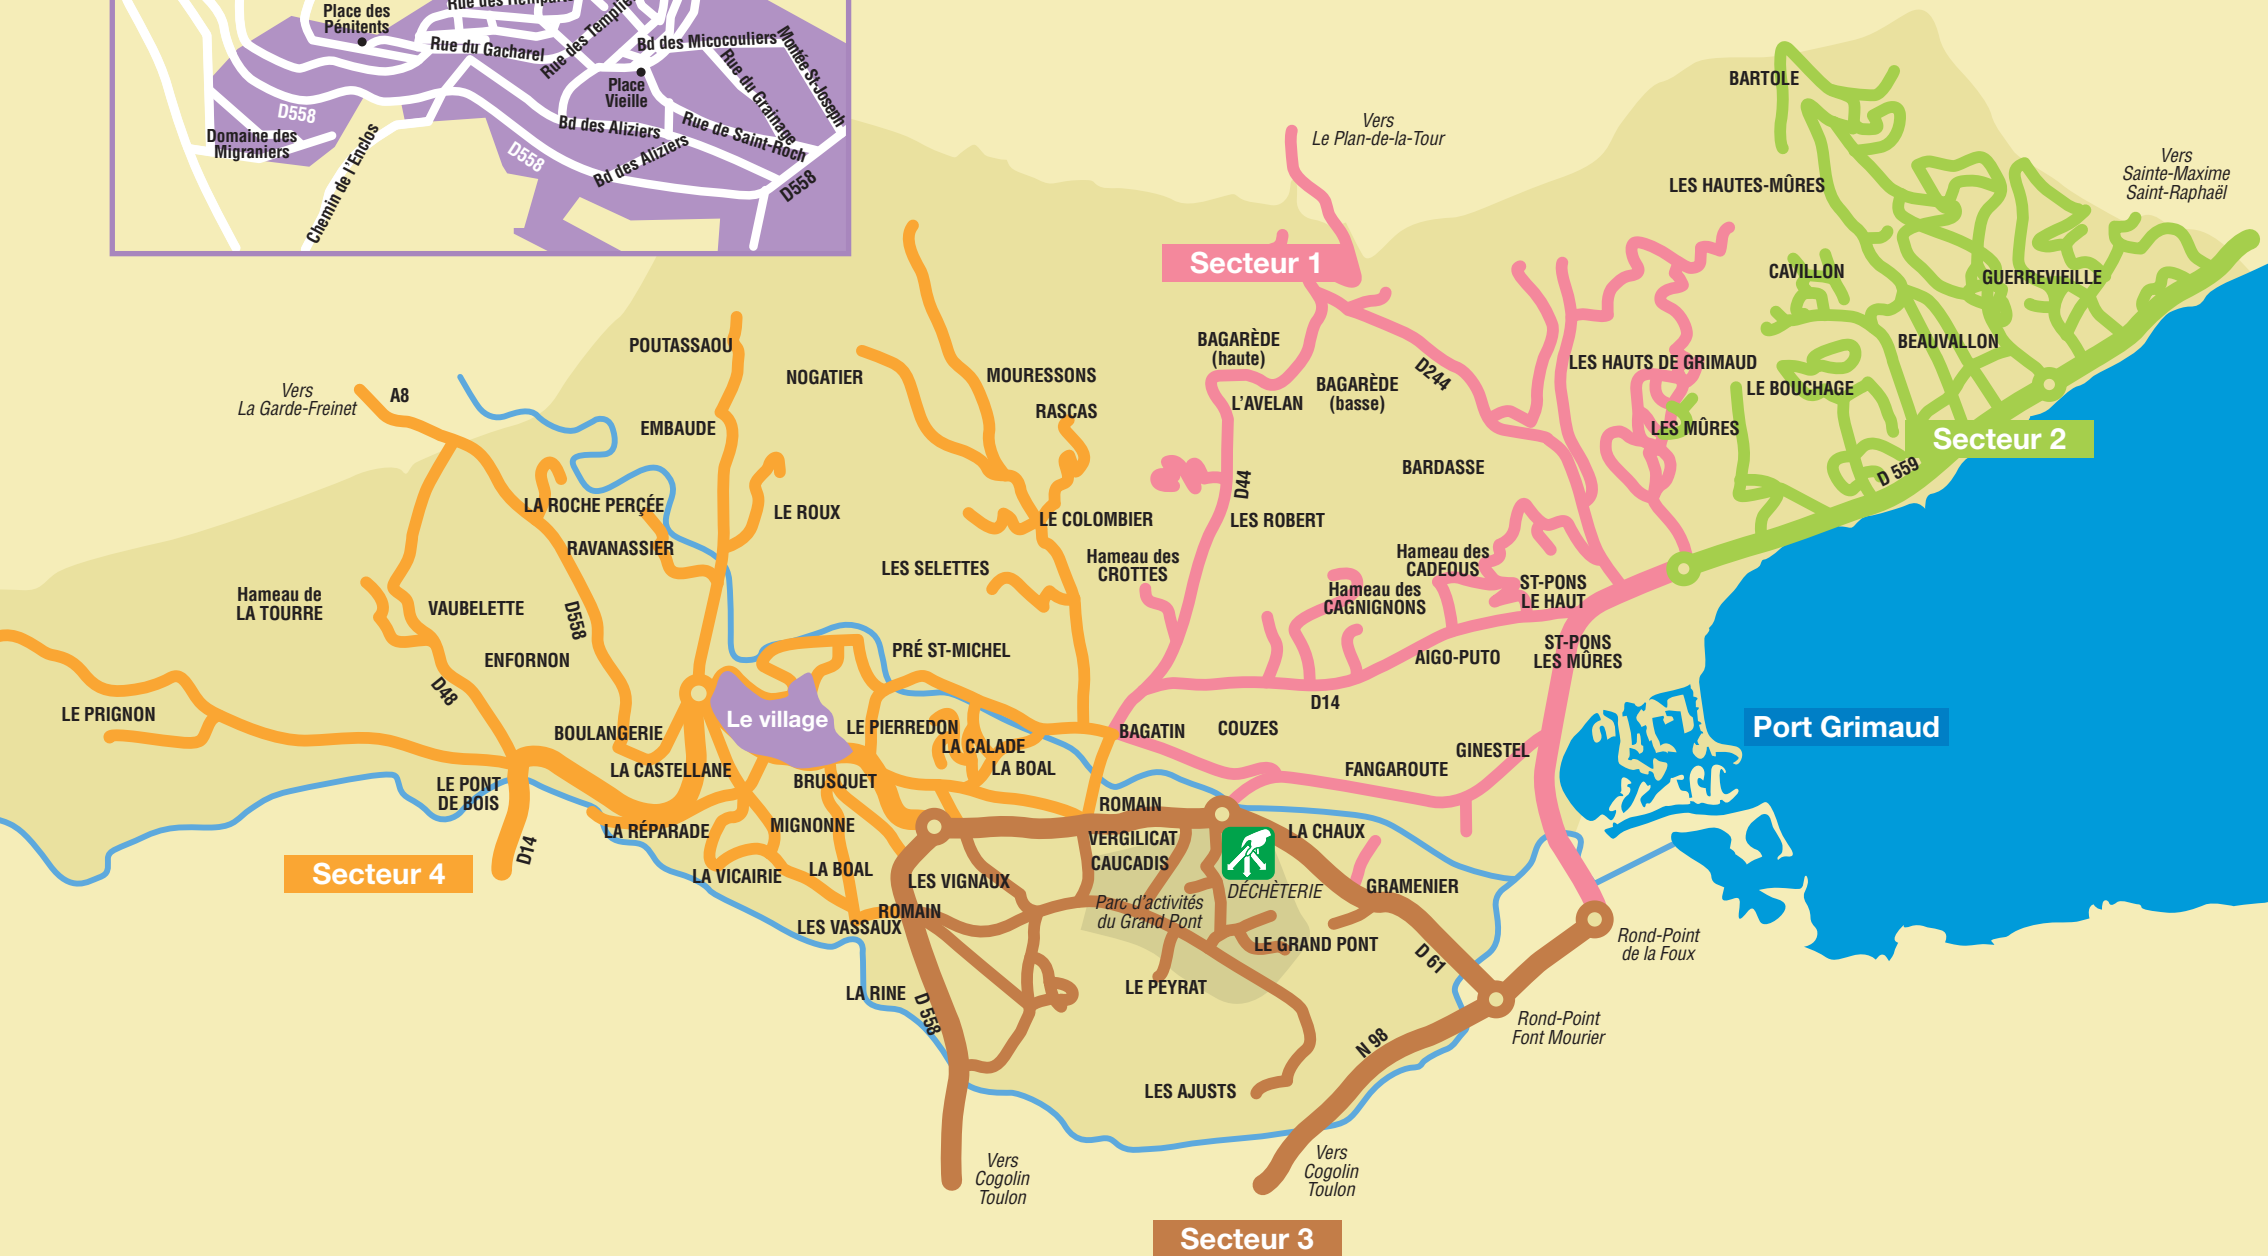 Place des
Pénitents
Rue des Templie
Rue du Gacharel
Bd des Micocouliers
Montée St-Joseph
Rue du Grainage
Place
Vieille
D558
Domaine des
Migraniers
Chemin de l'Enclos
D558
Bd des Aliziers
Rue de Saint-Roch
Bd des Aliziers
D558
Vers
Le Plan-de-la-Tour
BARTOLE
Vers
Sainte-Maxime
Saint-Raphaël
LES HAUTES-MÛRES
Secteur 1
CAVILLON
GUERREVIEILLE
BEAUVALLON
POUTASSAOU
NOGATIER
MOURESSONS
RASCAS
BAGARÈDE
(haute)
L'AVELAN
BAGARÈDE
(basse)
D244
LES HAUTS DE GRIMAUD
LE BOUCHAGE
LES MÛRES
Secteur 2
D 559
Vers
La Garde-Freinet
A8
EMBAUDE
BARDASSE
D44
LA ROCHE PERÇÉE
LE ROUX
LE COLOMBIER
LES ROBERT
RAVANASSIER
LES SELETTES
Hameau des
CROTTES
Hameau des
CADEOUS
Hameau des
CAGNIGNONS
ST-PONS
LE HAUT
Hameau de
LA TOURRE
VAUBELETTE
D558
ENFORNON
PRÉ ST-MICHEL
AIGO-PUTO
ST-PONS
LES MÛRES
D48
D14
LE PRIGNON
BOULANGERIE
Le village
LE PIERREDON
LA CALADE
BAGATIN
COUZES
Port Grimaud
GINESTEL
LA CASTELLANE
BRUSQUET
LA BOAL
FANGAROUTE
LE PONT
DE BOIS
ROMAIN
LA RÉPARADE
MIGNONNE
VERGILICAT
CAUCADIS
LA CHAUX
D14
Secteur 4
LA VICAIRIE
LA BOAL
LES VIGNAUX
DÉCHÈTERIE
GRAMENIER
Parc d'activités
du Grand Pont
ROMAIN
LES VASSAUX
LE GRAND PONT
D 61
Rond-Point
de la Foux
LA RINE
D 558
LE PEYRAT
Rond-Point
Font Mourier
N 98
LES AJUSTS
Vers
Cogolin
Toulon
Vers
Cogolin
Toulon
Secteur 3